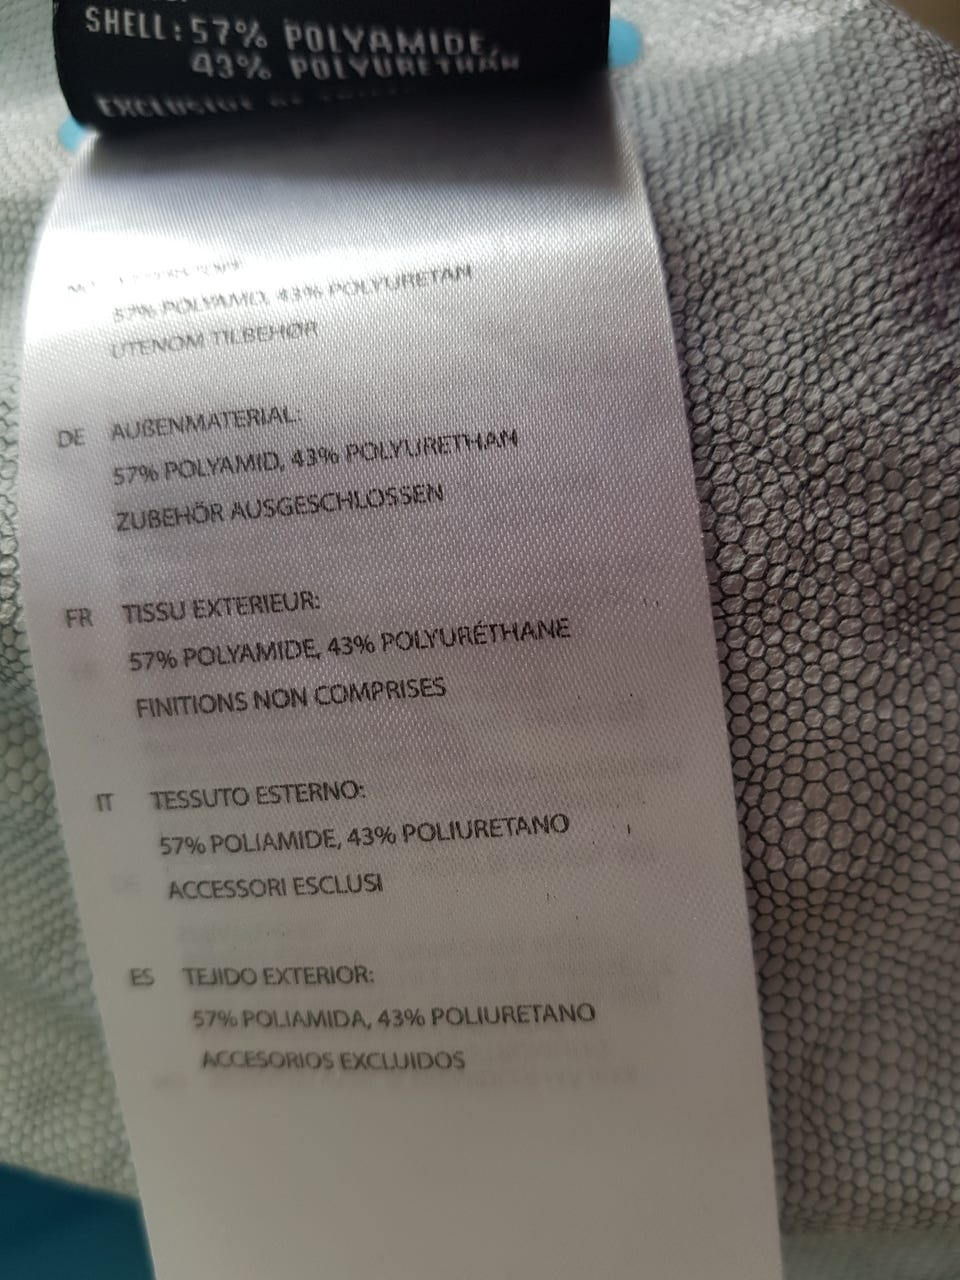 SHELL: 57% POLYAMIDE,
43% POLYURETHAN
57% POLYAMID, 43% POLYURETAN
UTENOM TILBEHØR
DE AUßENMATERIAL:
57% POLYAMID, 43% POLYURETHAN
ZUBEHÖR AUSGESCHLOSSEN
FR TISSU EXTERIEUR:
57% POLYAMIDE, 43% POLYURÉTHANE
FINITIONS NON COMPRISES
IT TESSUTO ESTERNO:
57% POLIAMIDE, 43% POLIURETANO
ACCESSORI ESCLUSI
ES TEJIDO EXTERIOR:
57% POLIAMIDA, 43% POLIURETANO
ACCESORIOS EXCLUIDOS